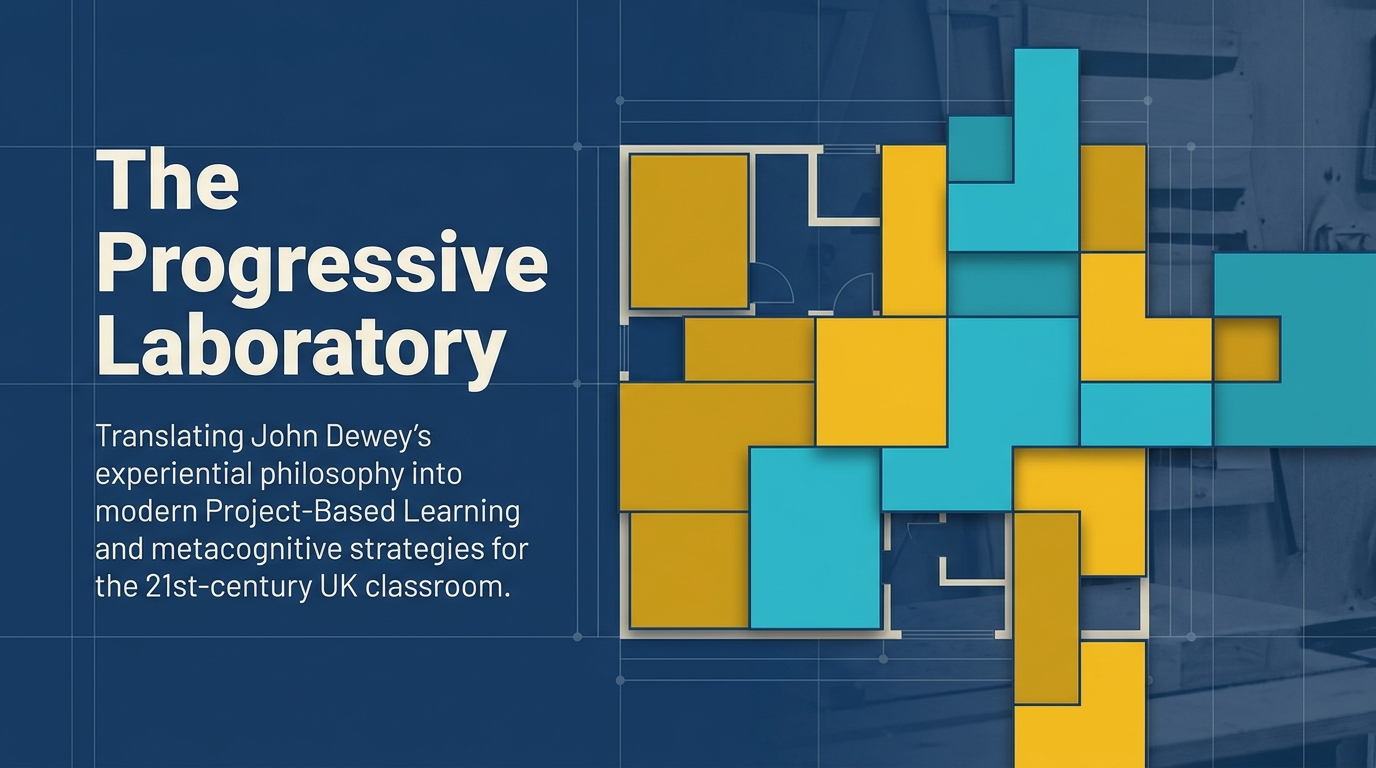 The
Progressive
Laboratory
Translating John Dewey’s
experiential philosophy into
modern Project-Based Learning
and metacognitive strategies for
the 21st-century UK classroom.